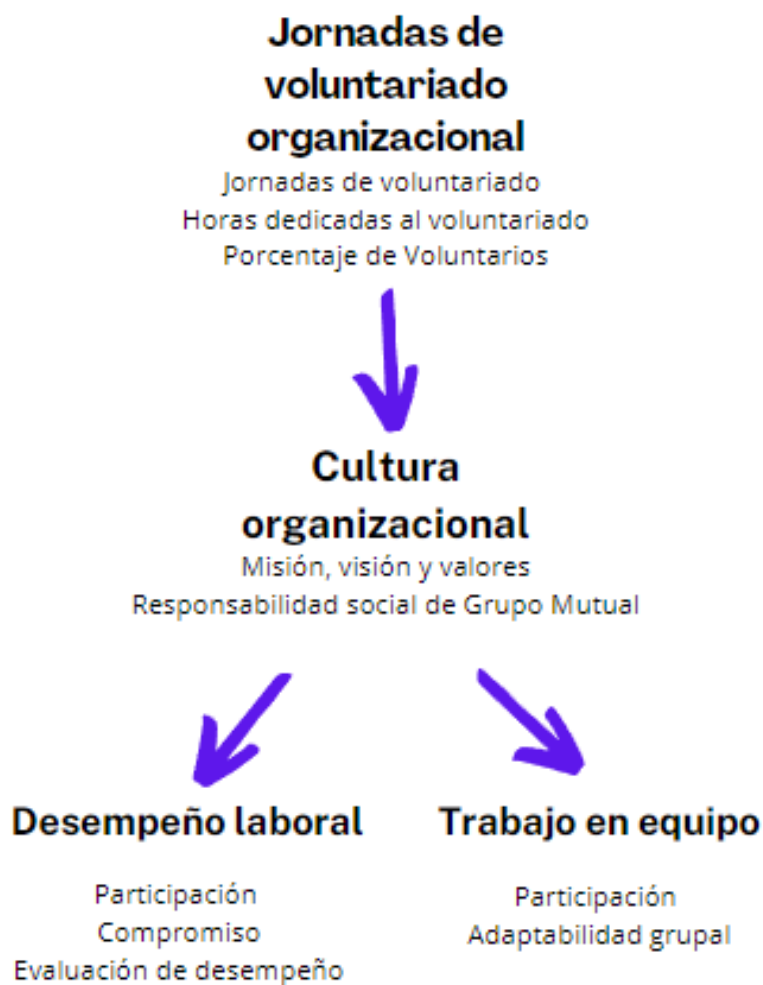 Jornadas de
voluntariado
organizacional
Jornadas de voluntariado
Horas dedicadas al voluntariado
Porcentaje de Voluntarios
Cultura
organizacional
Misión, visión y valores
Responsabilidad social de Grupo Mutual
Desempeño laboral
Participación
Compromiso
Evaluación de desempeño
Trabajo en equipo
Participación
Adaptabilidad grupal